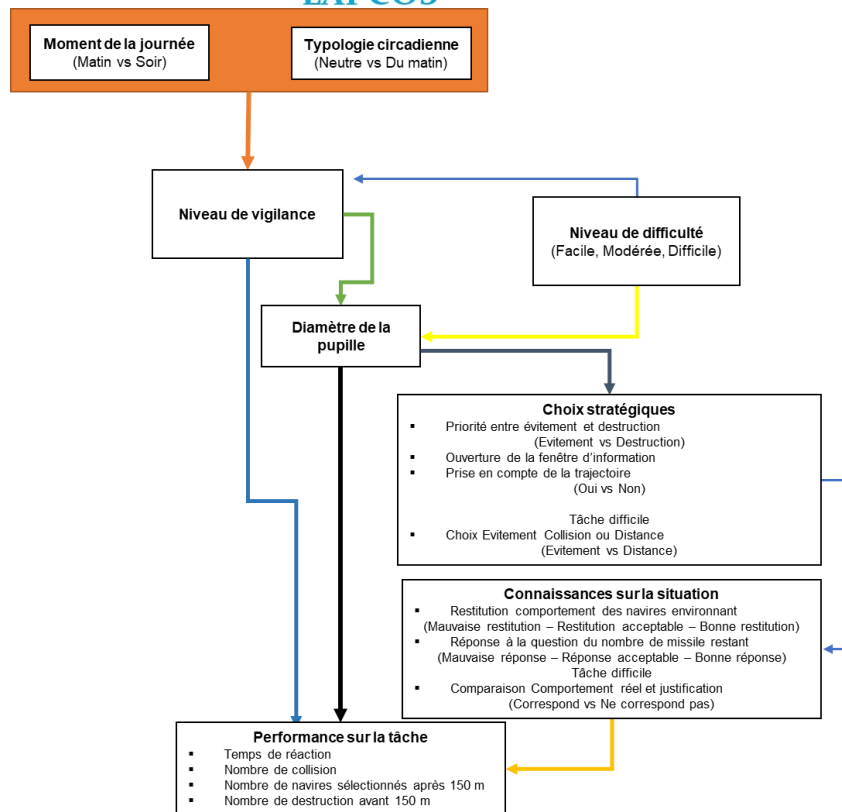 LAPCOS
Moment de la journée
(Matin vs Soir)
Typologie circadienne
(Neutre vs Du matin)
Niveau de vigilance
Niveau de difficulté
(Facile, Modérée, Difficile)
Diamètre de la
pupille
Choix stratégiques
▪ Priorité entre évitement et destruction
(Evitement vs Destruction)
▪ Ouverture de la fenêtre d'information
▪ Prise en compte de la trajectoire
(Oui vs Non)
Tâche difficile
▪ Choix Evitement Collision ou Distance
(Evitement vs Distance)
Connaissances sur la situation
▪ Restitution comportement des navires environnant
(Mauvaise restitution – Restitution acceptable – Bonne restitution)
▪ Réponse à la question du nombre de missile restant
(Mauvaise réponse – Réponse acceptable – Bonne réponse)
Tâche difficile
▪ Comparaison Comportement réel et justification
(Correspond vs Ne correspond pas)
Performance sur la tâche
▪ Temps de réaction
▪ Nombre de collision
▪ Nombre de navires sélectionnés après 150 m
▪ Nombre de destruction avant 150 m